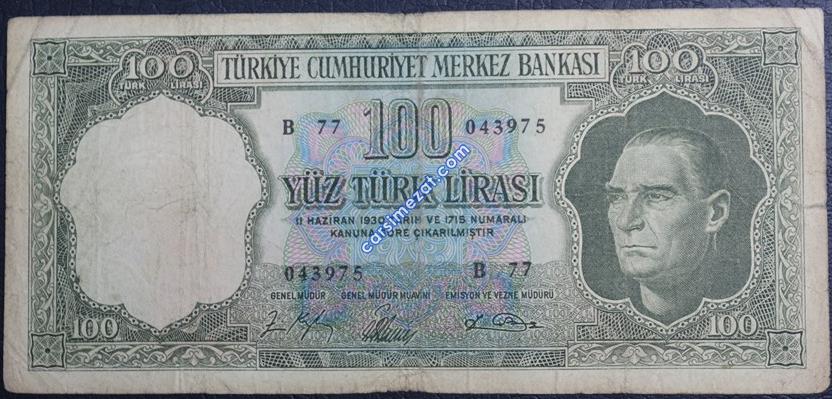 100 TÜRKİYE CUMHURİYET MERKEZ BANKASI 100
TÜRK LİRASI TÜRK LİRASI
B 77 100 043975
YÜZ TÜRK LİRASI
11 HAZİRAN 1930 TARİH VE 1715 NUMARALI
KANUNA GÖRE ÇIKARILMIŞTIR
carsimezat.com
043975 B 77
GENEL MÜDÜR GENEL MÜDÜR MUAVİNİ EMİSYON VE VEZNE MÜDÜRÜ
100 100